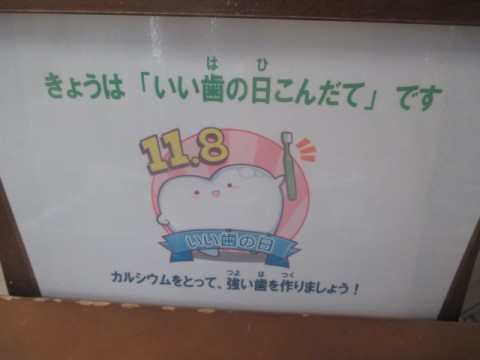 きょうは「いい歯の日こんだて」です
11.8
いい歯の日
カルシウムをとって、強い歯を作りましょう！